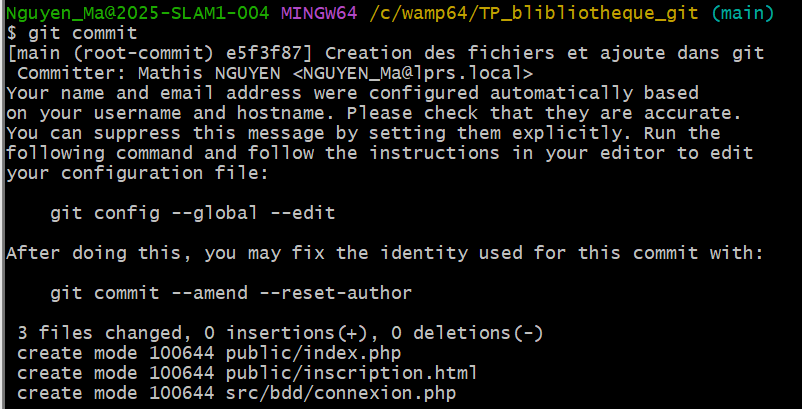 Nguyen_Ma@2025-SLAM1-004 MINGW64 /c/wamp64/TP_blibliotheque_git (main)
$ git commit
[main (root-commit) e5f3f87] Creation des fichiers et ajoute dans git
 Committer: Mathis NGUYEN <NGUYEN_Ma@lprs.local>
Your name and email address were configured automatically based
on your username and hostname. Please check that they are accurate.
You can suppress this message by setting them explicitly. Run the
following command and follow the instructions in your editor to edit
your configuration file:

    git config --global --edit

After doing this, you may fix the identity used for this commit with:

    git commit --amend --reset-author

 3 files changed, 0 insertions(+), 0 deletions(-)
 create mode 100644 public/index.php
 create mode 100644 public/inscription.html
 create mode 100644 src/bdd/connexion.php